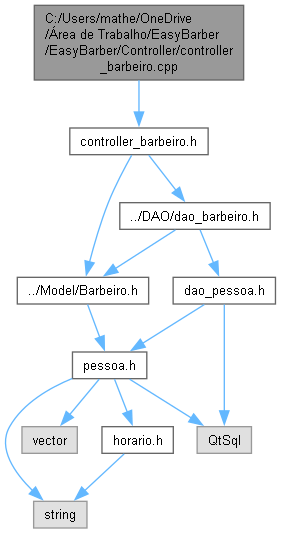 C:/Users/mathe/OneDrive
/Área de Trabalho/EasyBarber
/EasyBarber/Controller/controller
_barbeiro.cpp
controller_barbeiro.h
../DAO/dao_barbeiro.h
../Model/Barbeiro.h
dao_pessoa.h
pessoa.h
vector
horario.h
QtSql
string